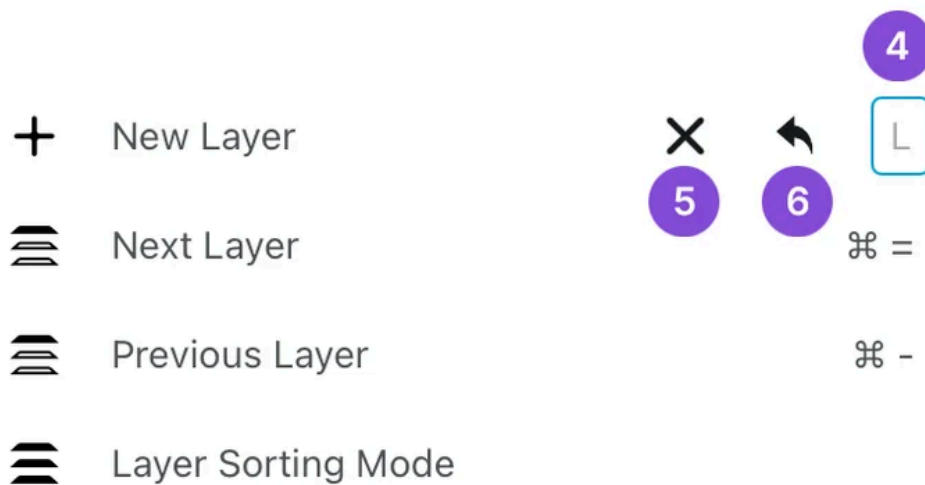 4
New Layer L
5 6
Next Layer ⌘ =
Previous Layer ⌘ -
Layer Sorting Mode